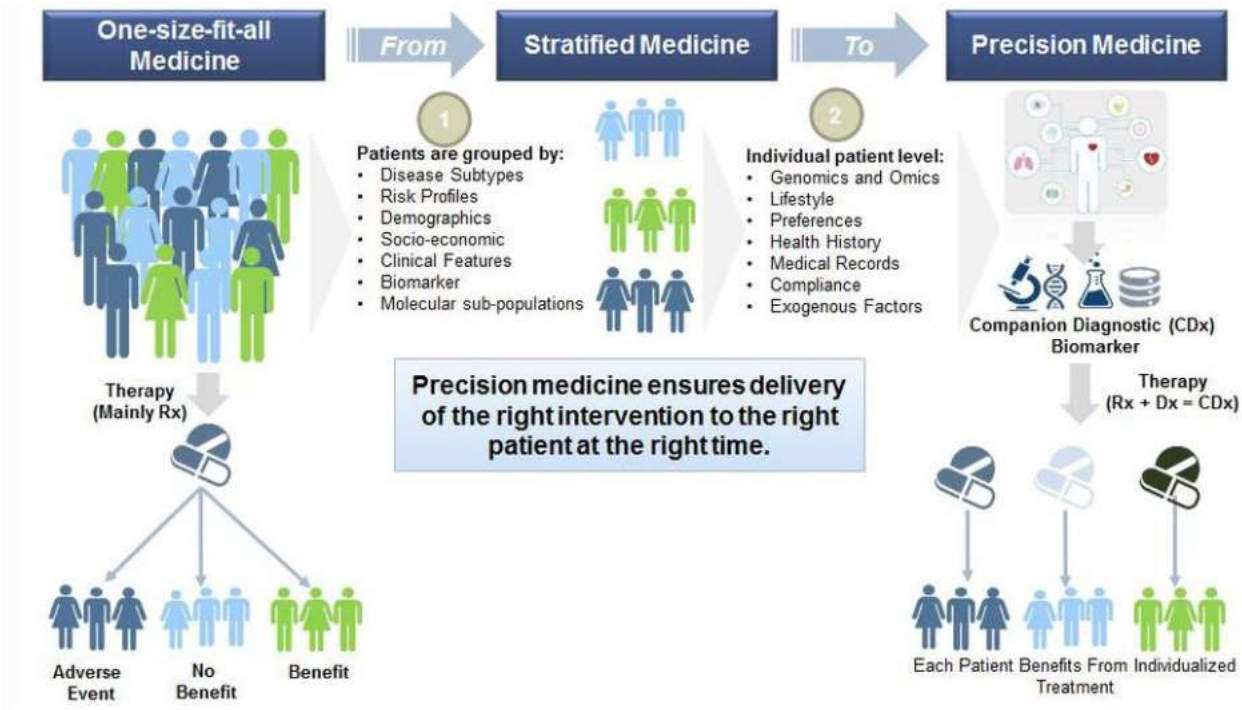 One-size-fit-all
Medicine
From
Stratified Medicine
To
Precision Medicine
1
Patients are grouped by:
• Disease Subtypes
• Risk Profiles
• Demographics
• Socio-economic
• Clinical Features
• Biomarker
• Molecular sub-populations
2
Individual patient level:
• Genomics and Omics
• Lifestyle
• Preferences
• Health History
• Medical Records
• Compliance
• Exogenous Factors
Companion Diagnostic (CDx)
Biomarker
Therapy
(Mainly Rx)
Precision medicine ensures delivery
of the right intervention to the right
patient at the right time.
Therapy
(Rx + Dx = CDx)
Adverse
Event
No
Benefit
Benefit
Each Patient
Benefits From
Treatment
Individualized